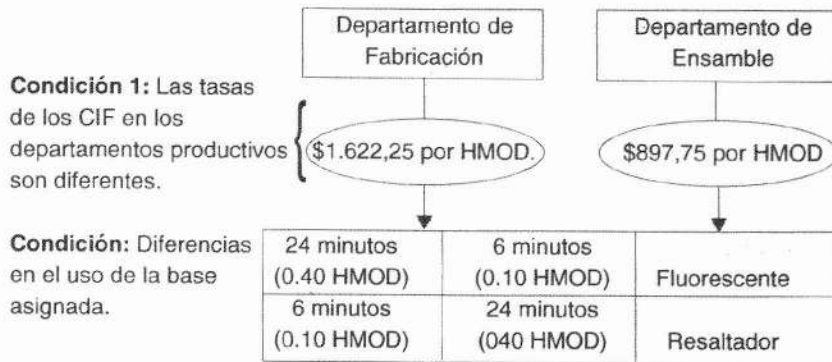 Departamento de
Fabricación
Departamento de
Ensamble
Condición 1: Las tasas
de los CIF en los
departamentos productivos
son diferentes.
$1.622,25 por HMOD.
$897,75 por HMOD
Condición: Diferencias
en el uso de la base
asignada.
24 minutos
(0.40 HMOD)
6 minutos
(0.10 HMOD)
Fluorescente
6 minutos
(0.10 HMOD)
24 minutos
(040 HMOD)
Resaltador